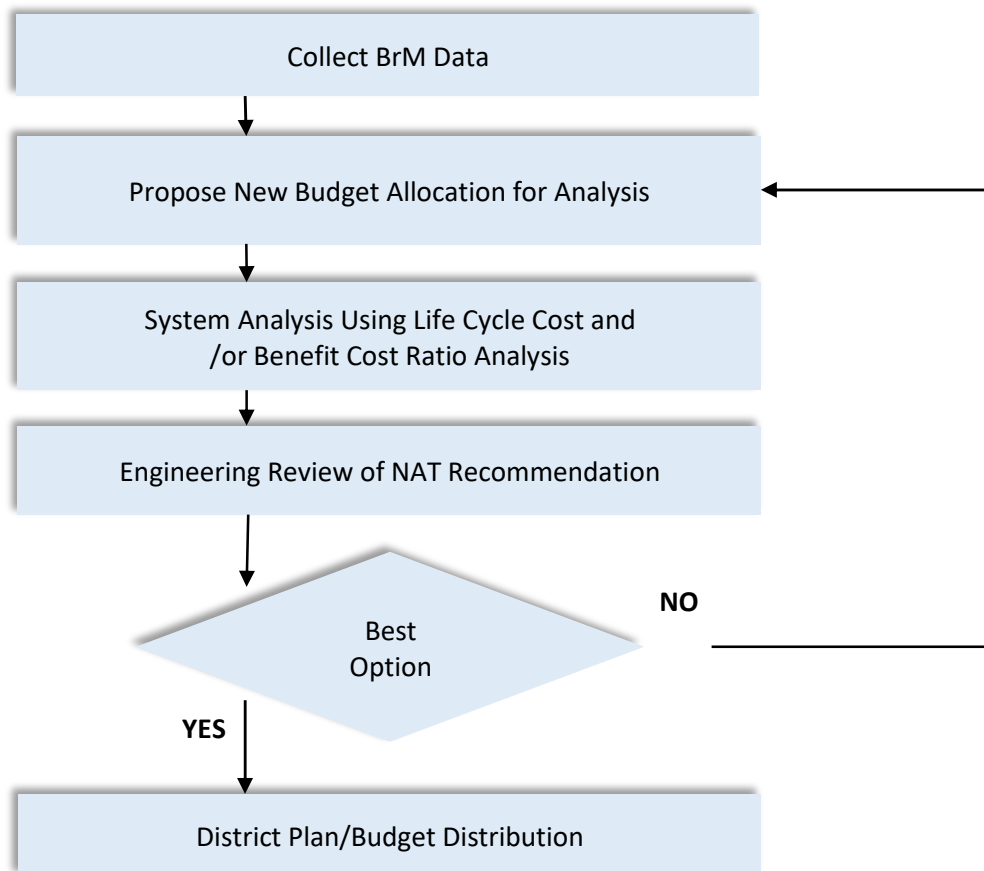 Collect BrM Data
Propose New Budget Allocation for Analysis
System Analysis Using Life Cycle Cost and
/or Benefit Cost Ratio Analysis
Engineering Review of NAT Recommendation
NO
Best
Option
YES
District Plan/Budget Distribution